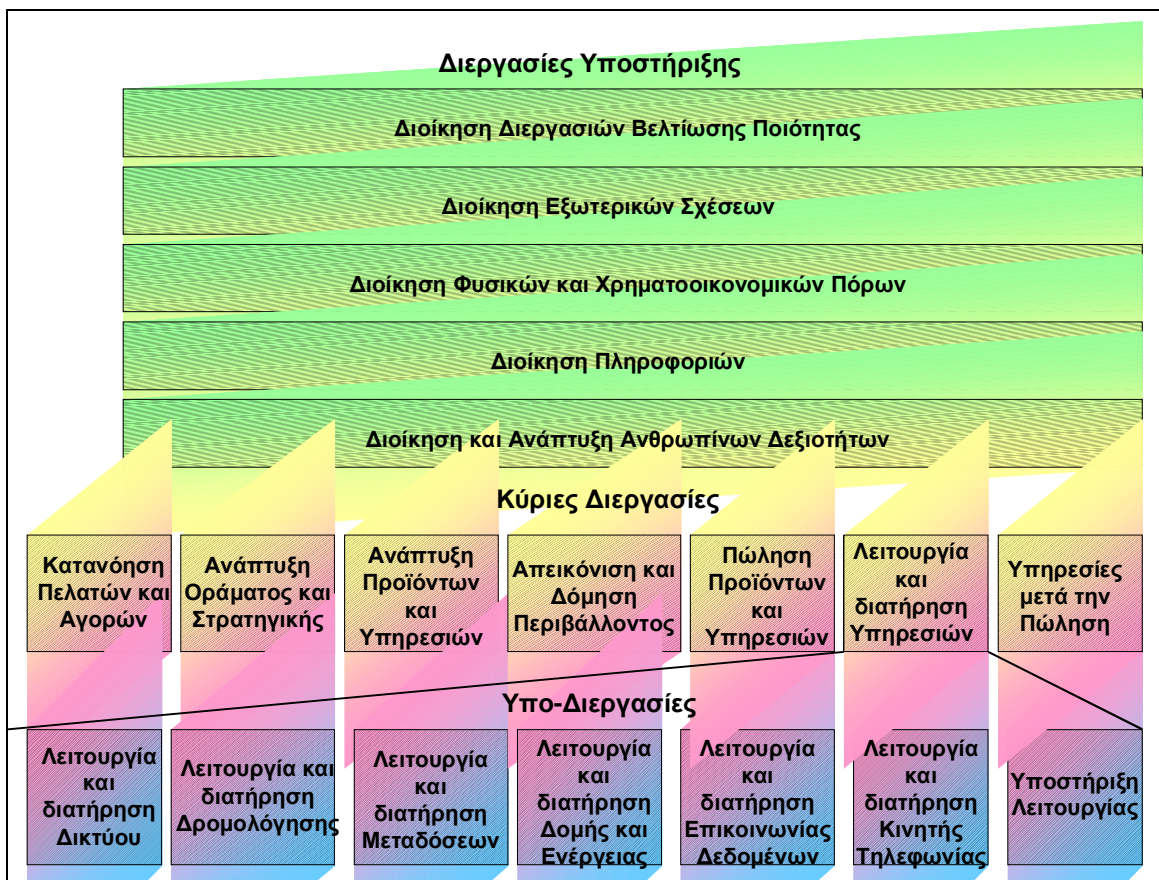 Διεργασίες Υποστήριξης
Διοίκηση Διεργασιών Βελτίωσης Ποιότητας
Διοίκηση Εξωτερικών Σχέσεων
Διοίκηση Φυσικών και Χρηματοοικονομικών Πόρων
Διοίκηση Πληροφοριών
Διοίκηση και Ανάπτυξη Ανθρωπίνων Δεξιοτήτων
Κύριες Διεργασίες
Κατανόηση
Πελατών και
Αγορών
Ανάπτυξη
Οράματος και
Στρατηγικής
Ανάπτυξη
Προϊόντων
και
Υπηρεσιών
Απεικόνιση και
Δόμηση
Περιβάλλοντος
Πώληση
Προϊόντων
και
Υπηρεσιών
Λειτουργία
και
διατήρηση
Υπηρεσιών
Υπηρεσίες
μετά την
Πώληση
Υπο-Διεργασίες
Λειτουργία
και
διατήρηση
Δικτύου
Λειτουργία και
διατήρηση
Δρομολόγησης
Λειτουργία
και
διατήρηση
Μεταδόσεων
Λειτουργία
και
διατήρηση
Δομής και
Ενέργειας
Λειτουργία
και
διατήρηση
Επικοινωνίας
Δεδομένων
Λειτουργία
και
διατήρηση
Κινητής
Τηλεφωνίας
Υποστήριξη
Λειτουργίας